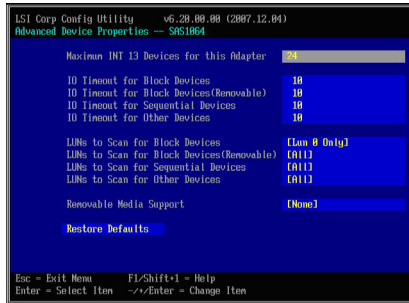 LSI Corp Config Utility v6.20.00.00 (2007.12.04)
Advanced Device Properties -- SAS1064
Maximum INT 13 Devices for this Adapter 24
IO Timeout for Block Devices 10
IO Timeout for Block Devices(Removable) 10
IO Timeout for Sequential Devices 10
IO Timeout for Other Devices 10
LUNs to Scan for Block Devices [Lun 0 Only]
LUNs to Scan for Block Devices(Removable) [All]
LUNs to Scan for Sequential Devices [All]
LUNs to Scan for Other Devices [All]
Removable Media Support [None]
Restore Defaults
Esc = Exit Menu F1/Shift+1 = Help
Enter = Select Item -/+/Enter = Change Item